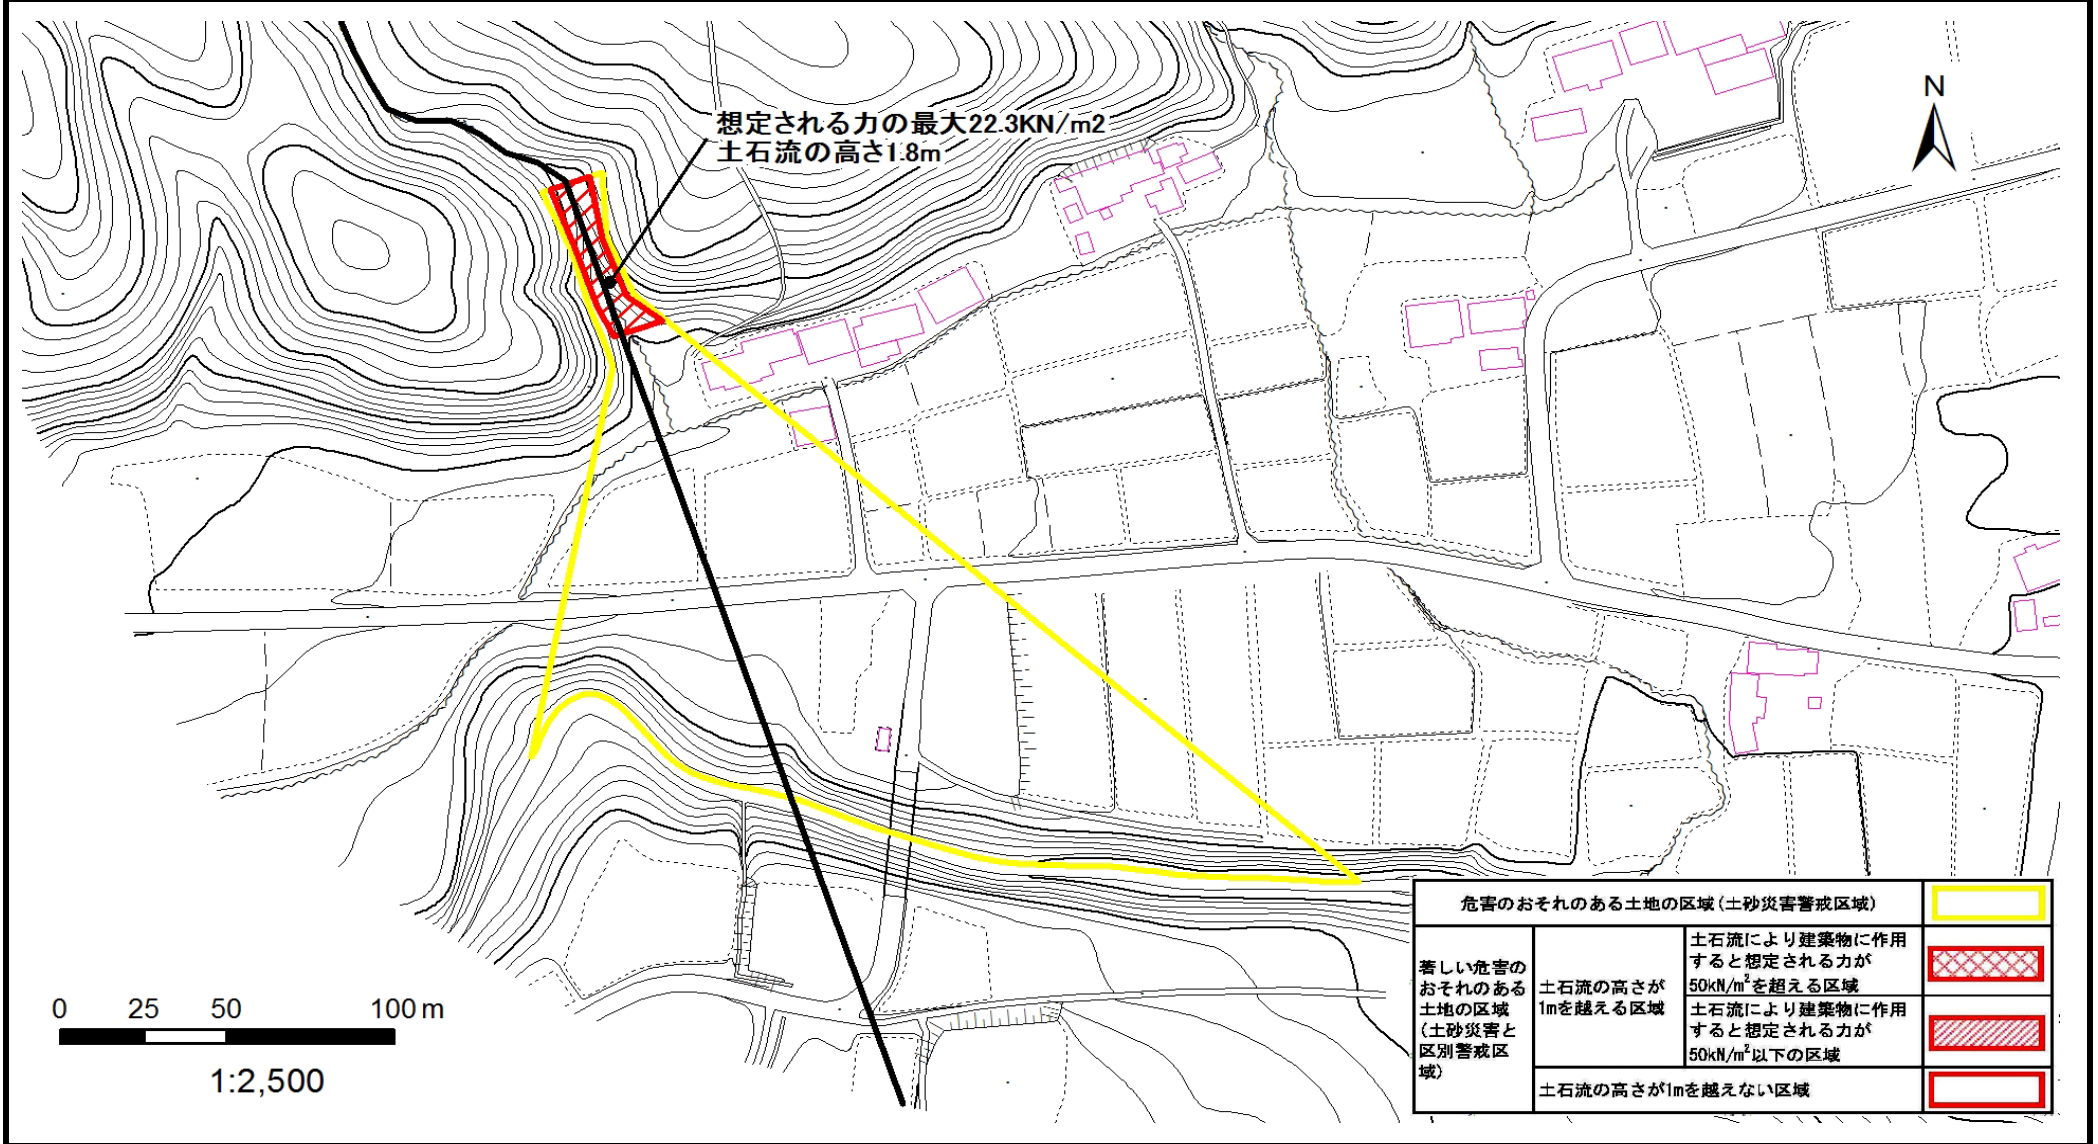 想定される力の最大22.3KN/m2
土石流の高さ1.8m
N
0 25 50 100 m
1:2,500
危害のおそれのある土地の区域(土砂災害警戒区域)
著しい危害の
おそれのある
土地の区域
(土砂災害と
区別警戒区
域)
土石流の高さが
1mを越える区域
土石流により建築物に作用
すると想定される力が
50kN/m²を超える区域
土石流により建築物に作用
すると想定される力が
50kN/m²以下の区域
土石流の高さが1mを越えない区域